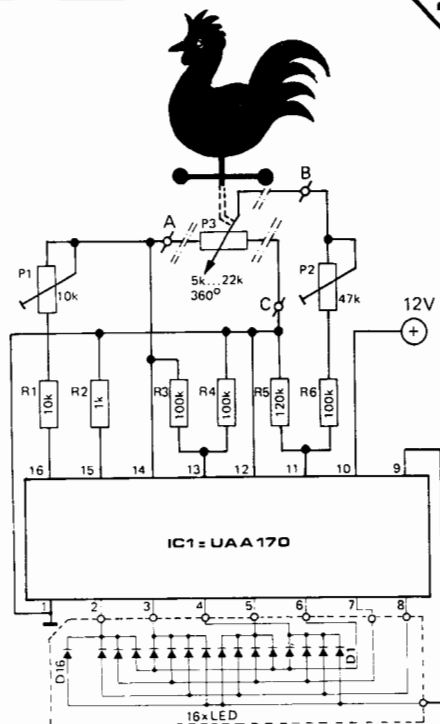 B
A
P3
P1
10k
5k...22k
360°
C
P2
47k
12V
+
R1
10k
R2
1k
R3
100k
R4
100k
R5
120k
R6
100k
16 15 14 13 12 11 10 9
IC1 = UAA170
1 2 3 4 5 6 7 8
D16
D1
16xLED